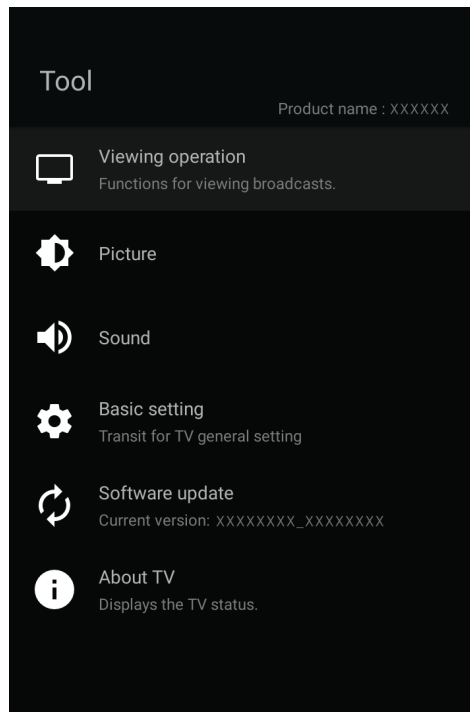 Tool
Product name : XXXXXX
Viewing operation
Functions for viewing broadcasts.
Picture
Sound
Basic setting
Transit for TV general setting
Software update
Current version: XXXXXXXX_XXXXXXXX
About TV
Displays the TV status.